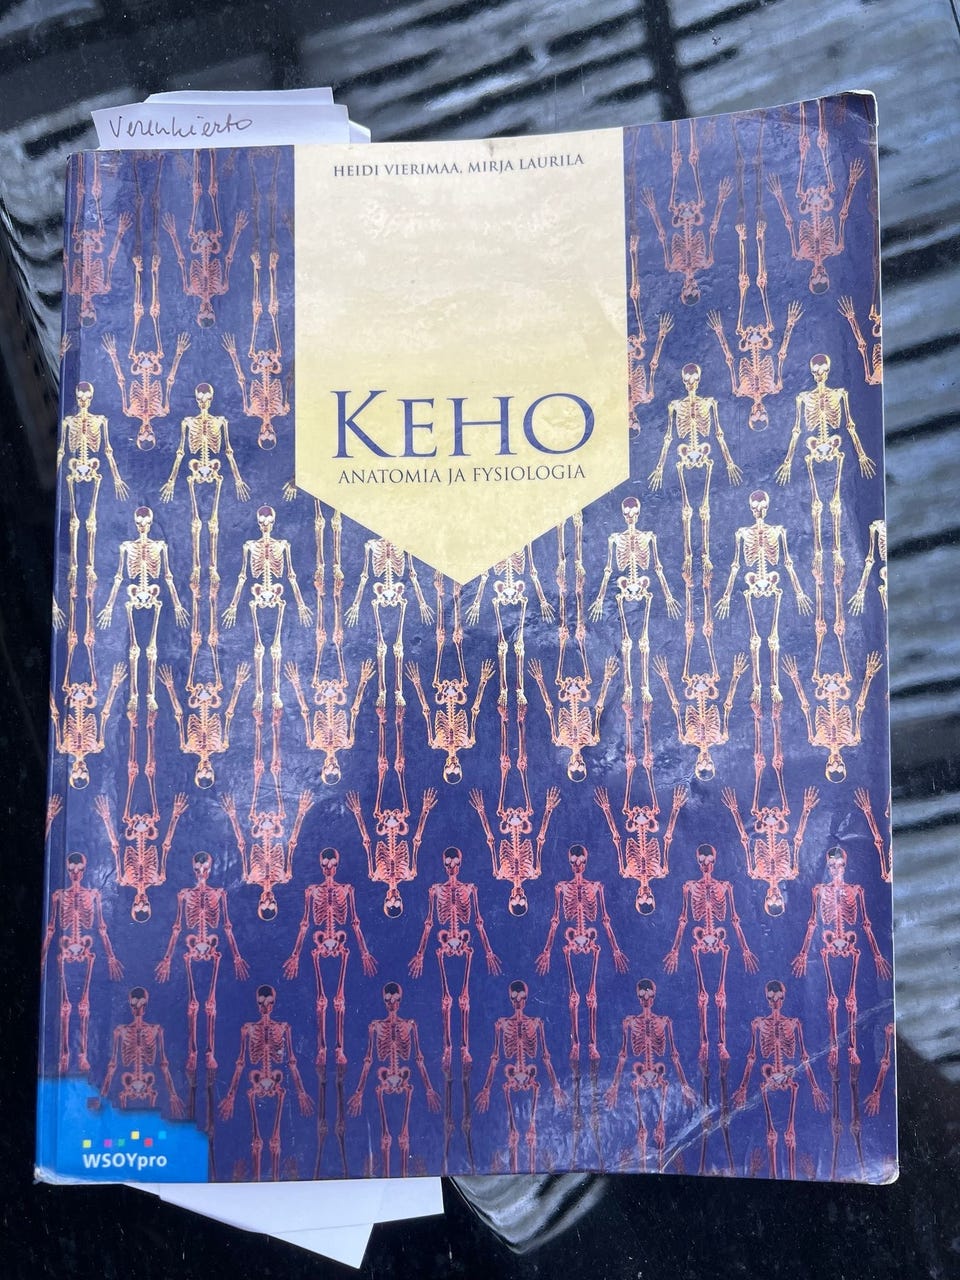 Verenkierto
HEIDI VIERIMAA, MIRJA LAURILA
KEHO
ANATOMIA JA FYSIOLOGIA
WSOYpro